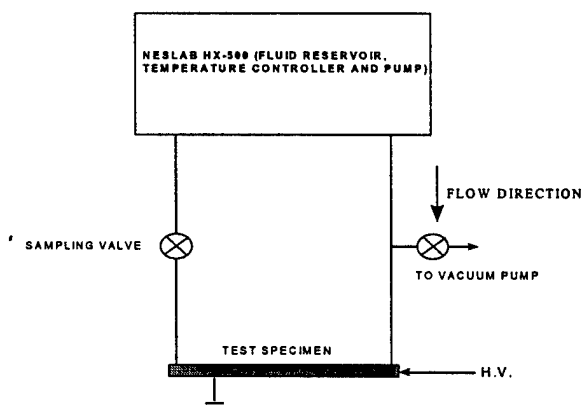 NESLAB HX-500 (FLUID RESERVOIR,
TEMPERATURE CONTROLLER AND PUMP)
FLOW DIRECTION
SAMPLING VALVE
TO VACUUM PUMP
TEST SPECIMEN
H.V.